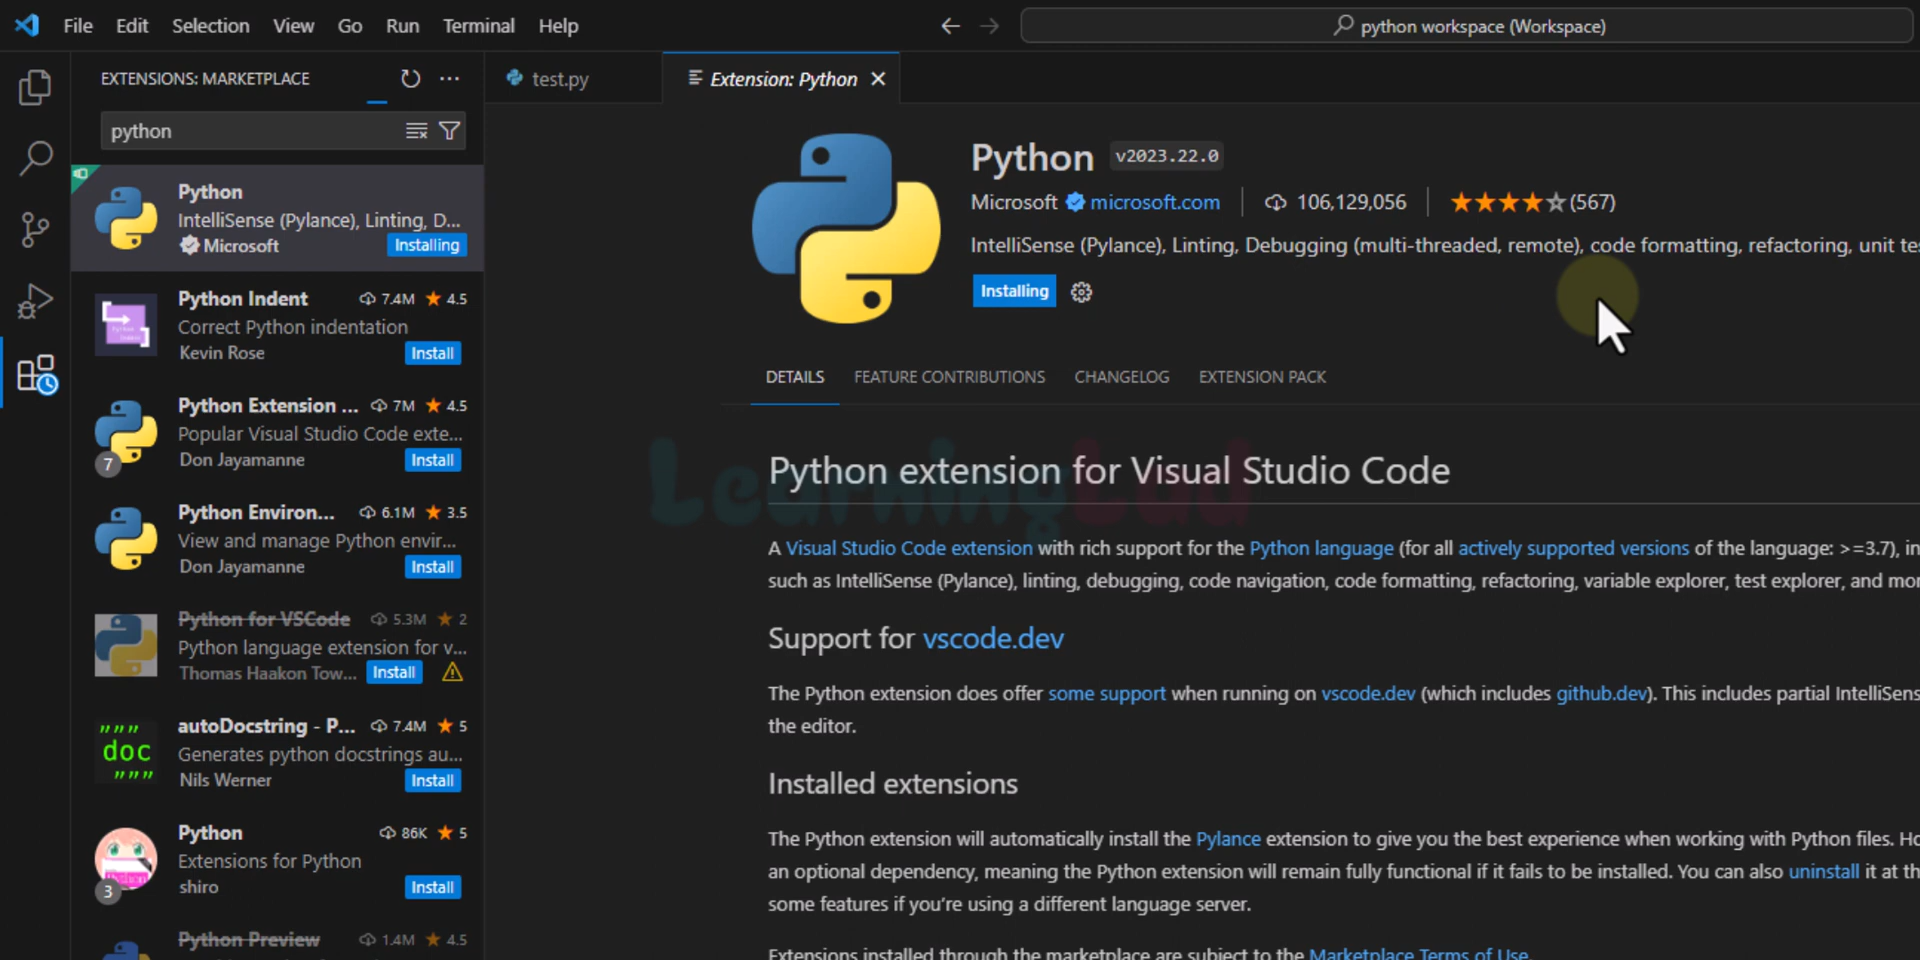 File Edit Selection View Go Run Terminal Help
python workspace (Workspace)
EXTENSIONS: MARKETPLACE
python
Python
IntelliSense (Pylance), Linting, D...
Microsoft Installing
Python Indent 7.4M 4.5
Correct Python indentation
Kevin Rose Install
Python Extension ... 7M 4.5
Popular Visual Studio Code exte...
Don Jayamanne Install
7
Python Environ... 6.1M 3.5
View and manage Python envir...
Don Jayamanne Install
Python for VSCode 5.3M 2
Python language extension for v...
Thomas Haakon Tow... Install
autoDocstring - P... 7.4M 5
Generates python docstrings au...
Nils Werner Install
""" 
doc
"""
Python 86K 5
Extensions for Python
shiro Install
3
Python Preview 1.4M 4.5
test.py
Extension: Python
Python v2023.22.0
Microsoft microsoft.com 106,129,056 (567)
IntelliSense (Pylance), Linting, Debugging (multi-threaded, remote), code formatting, refactoring, unit tes
Installing
DETAILS FEATURE CONTRIBUTIONS CHANGELOG EXTENSION PACK
LearningLad
Python extension for Visual Studio Code
A Visual Studio Code extension with rich support for the Python language (for all actively supported versions of the language: >=3.7), in
such as IntelliSense (Pylance), linting, debugging, code navigation, code formatting, refactoring, variable explorer, test explorer, and mor
Support for vscode.dev
The Python extension does offer some support when running on vscode.dev (which includes github.dev). This includes partial IntelliSens
the editor.
Installed extensions
The Python extension will automatically install the Pylance extension to give you the best experience when working with Python files. Ho
an optional dependency, meaning the Python extension will remain fully functional if it fails to be installed. You can also uninstall it at th
some features if you're using a different language server.
Extensions installed through the marketplace are subject to the Marketplace Terms of Use.